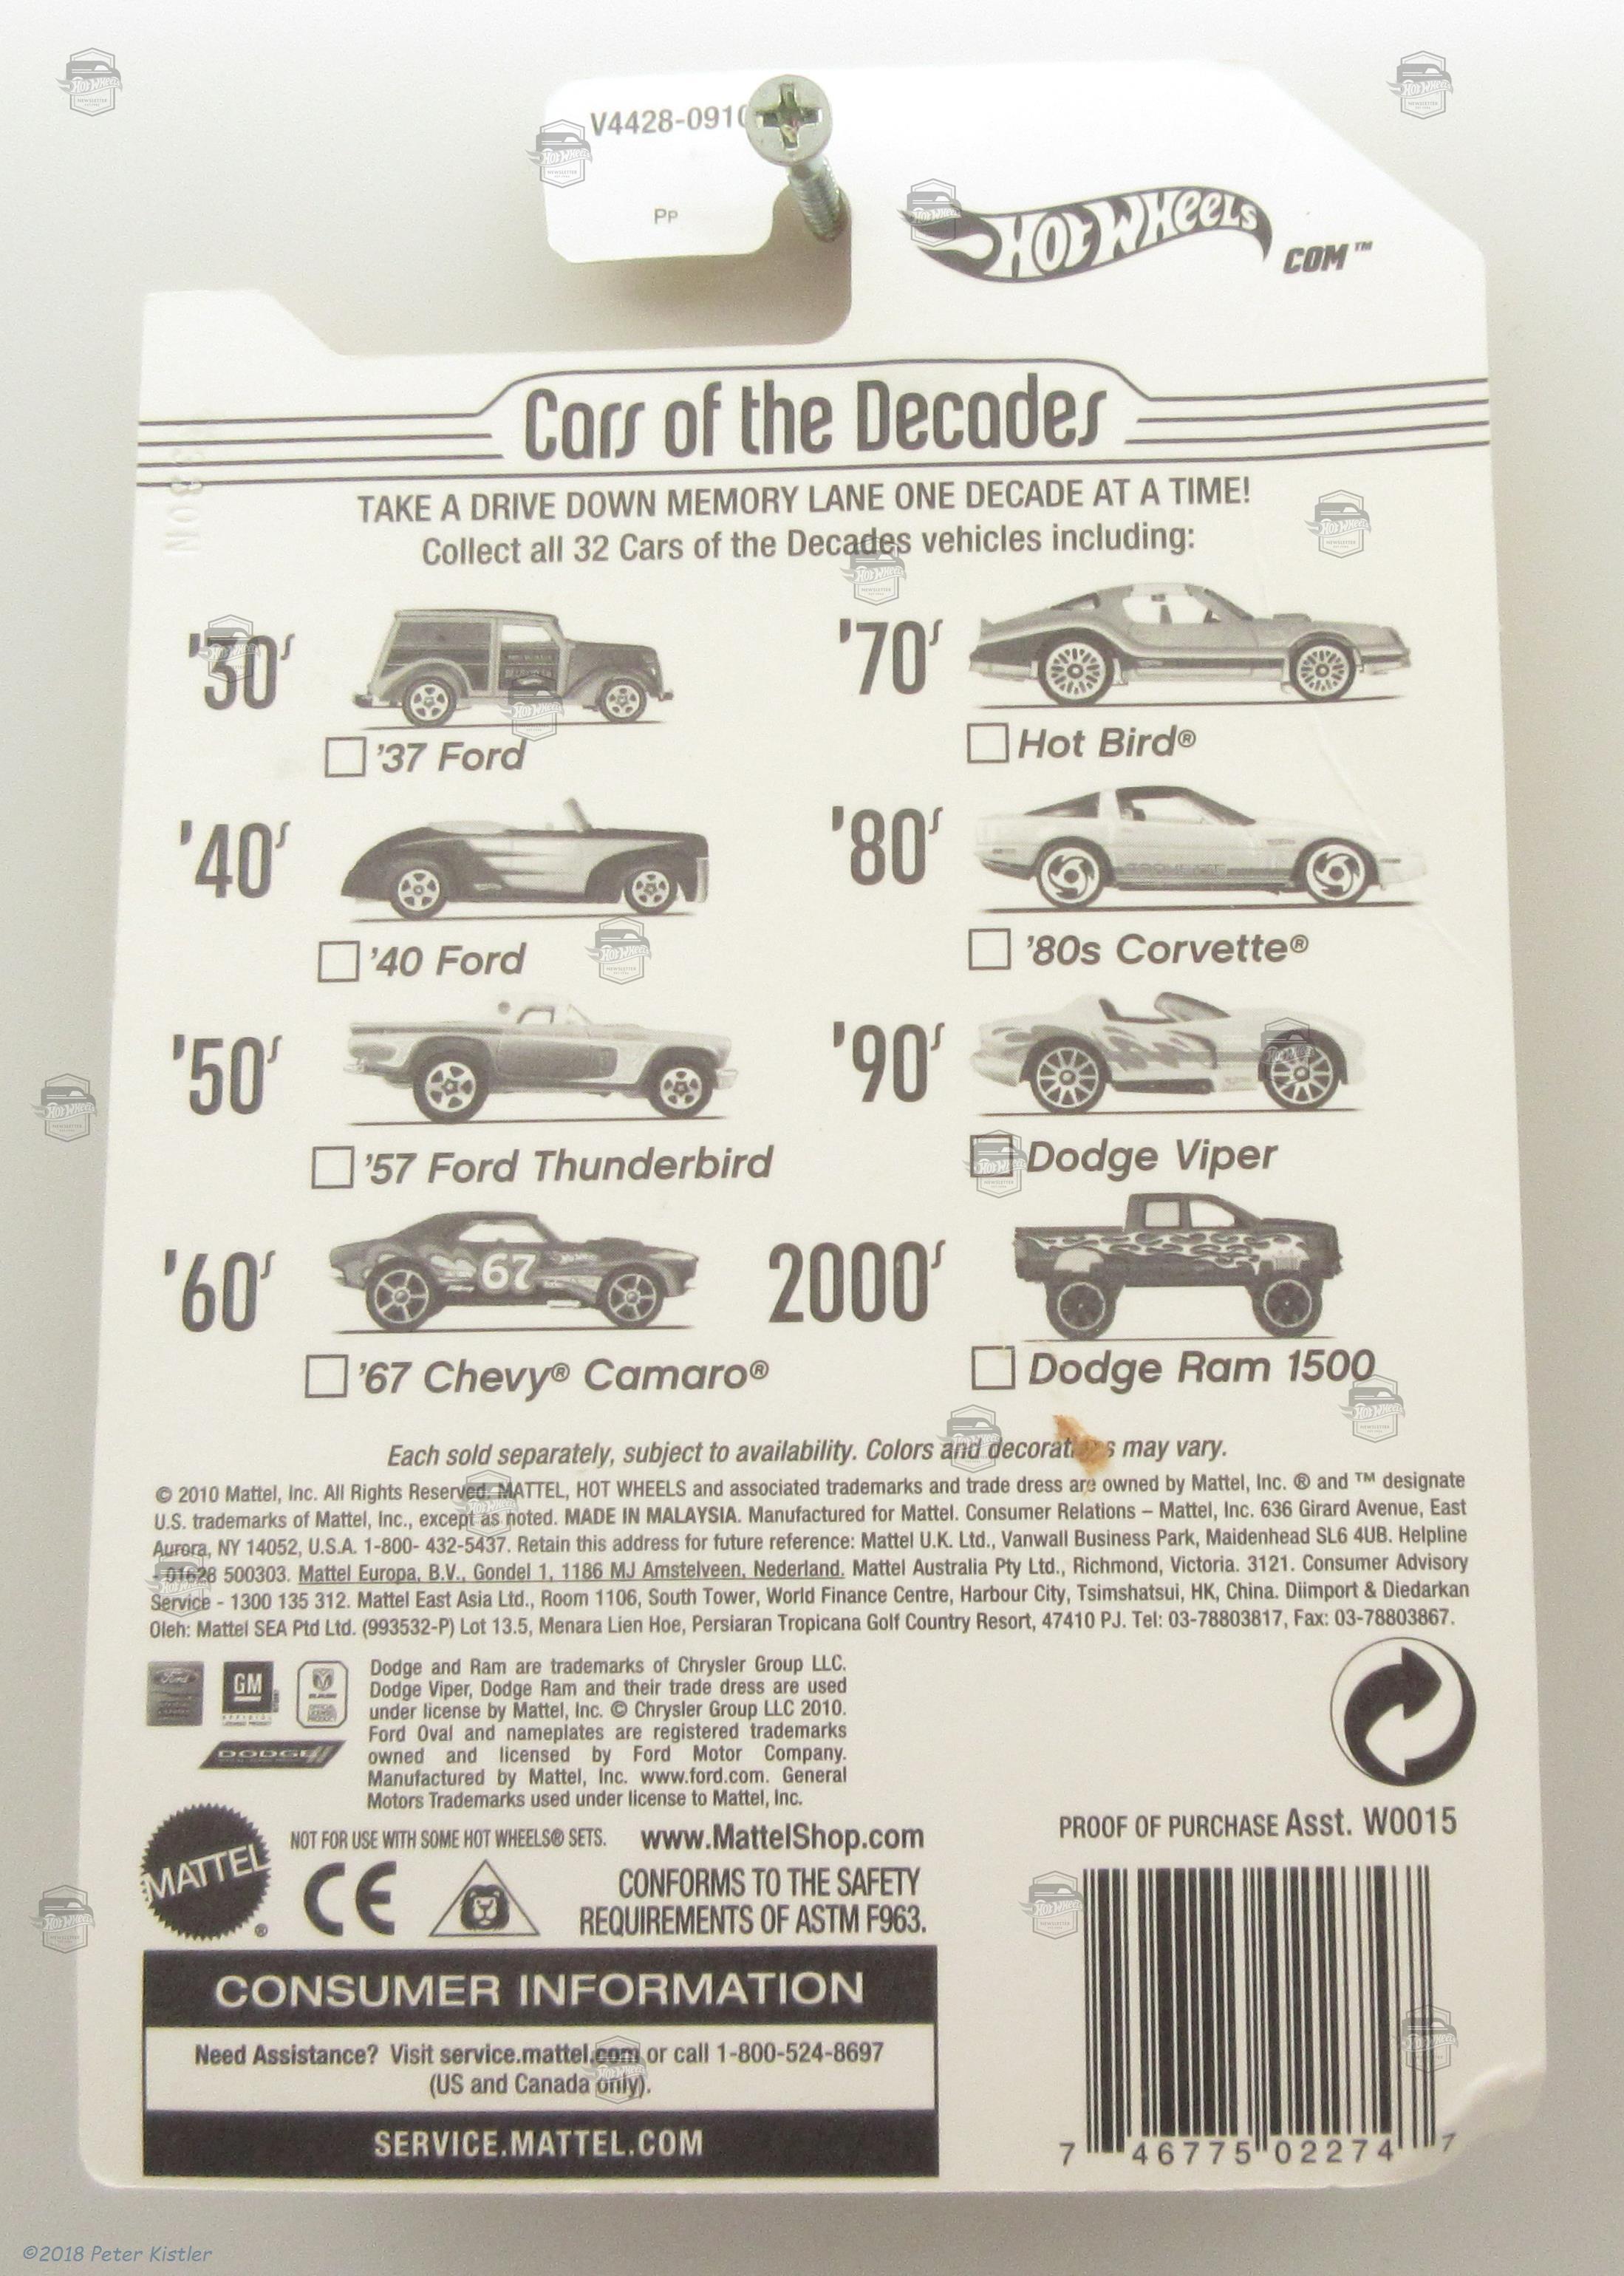 V4428-0910
Pp
HOT WHEELS
COM™
Cars of the Decades
TAKE A DRIVE DOWN MEMORY LANE ONE DECADE AT A TIME!
Collect all 32 Cars of the Decades vehicles including:
'30s
'37 Ford
'40s
'40 Ford
'50s
'57 Ford Thunderbird
'60s
67
'67 Chevy® Camaro®
'70s
Hot Bird®
'80s
'80s Corvette®
'90s
Dodge Viper
2000s
Dodge Ram 1500
Each sold separately, subject to availability. Colors and may vary.
© 2010 Mattel, Inc. All Rights Reserved. MATTEL, HOT WHEELS and associated trademarks and trade dress are owned by Mattel, Inc. ® and ™ designate
U.S. trademarks of Mattel, Inc., except as noted. MADE IN MALAYSIA. Manufactured for Mattel. Consumer Relations – Mattel, Inc. 636 Girard Avenue, East
Aurora, NY 14052, U.S.A. 1-800- 432-5437. Retain this address for future reference: Mattel U.K. Ltd., Vanwall Business Park, Maidenhead SL6 4UB. Helpline
- 01628 500303. Mattel Europa, B.V., Gondel 1, 1186 MJ Amstelveen, Nederland. Mattel Australia Pty Ltd., Richmond, Victoria. 3121. Consumer Advisory
Service - 1300 135 312. Mattel East Asia Ltd., Room 1106, South Tower, World Finance Centre, Harbour City, Tsimshatsui, HK, China. Diimport & Diedarkan
Oleh: Mattel SEA Ptd Ltd. (993532-P) Lot 13.5, Menara Lien Hoe, Persiaran Tropicana Golf Country Resort, 47410 PJ. Tel: 03-78803817, Fax: 03-78803867.
Ford
GM
OFFICIAL
LICENSED PRODUCT
DODGE
Dodge and Ram are trademarks of Chrysler Group LLC.
Dodge Viper, Dodge Ram and their trade dress are used
under license by Mattel, Inc. © Chrysler Group LLC 2010.
Ford Oval and nameplates are registered trademarks
owned and licensed by Ford Motor Company.
Manufactured by Mattel, Inc. www.ford.com. General
Motors Trademarks used under license to Mattel, Inc.
MATTEL®
NOT FOR USE WITH SOME HOT WHEELS® SETS.
www.MattelShop.com
CE
CONFORMS TO THE SAFETY
REQUIREMENTS OF ASTM F963.
CONSUMER INFORMATION
Need Assistance? Visit service.mattel.com or call 1-800-524-8697
(US and Canada only).
SERVICE.MATTEL.COM
PROOF OF PURCHASE Asst. W0015
7 46775 02274 7
©2018 Peter Kistler